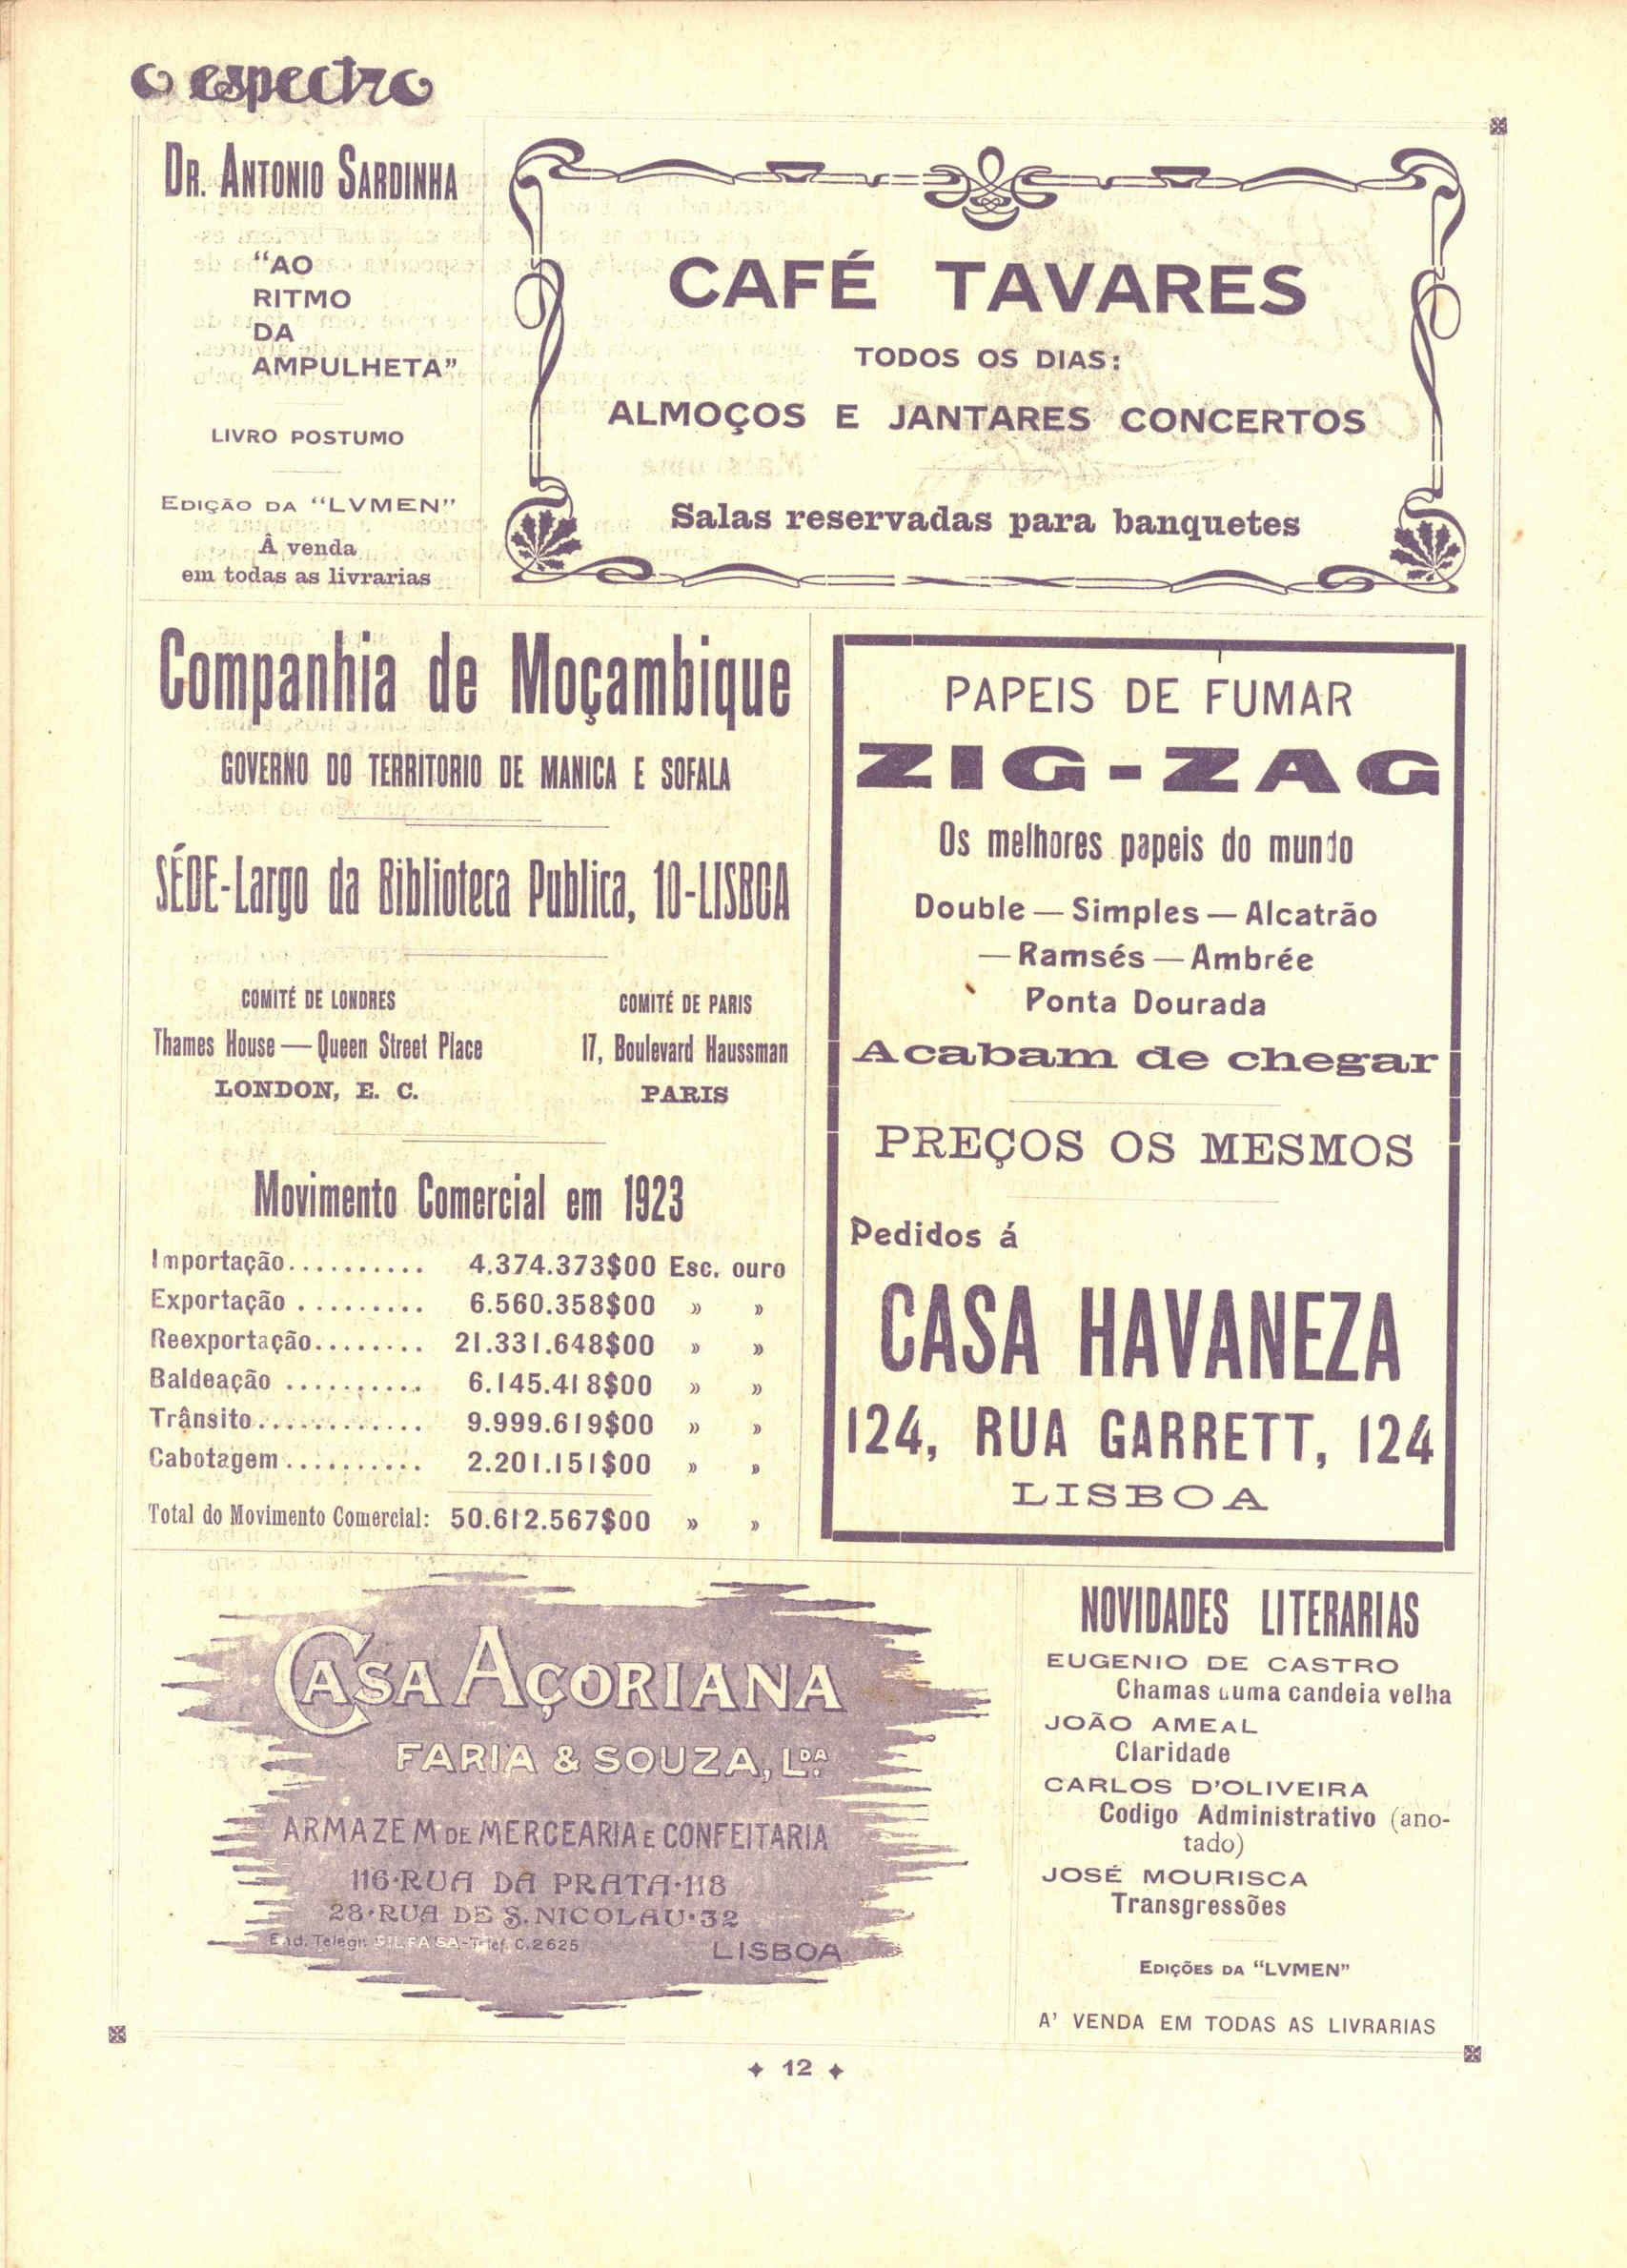 O espectro
DR. ANTONIO SARDINHA
“AO
RITMO
DA
AMPULHETA”
LIVRO POSTUMO
EDIÇÃO DA “LVMEN”
Â venda
em todas as livrarias
CAFÉ TAVARES
TODOS OS DIAS:
ALMOÇOS E JANTARES CONCERTOS
Salas reservadas para banquetes
Companhia de Moçambique
GOVERNO DO TERRITORIO DE MANICA E SOFALA
SÉDE-Largo da Biblioteca Publica, 10-LISBOA
COMITÉ DE LONDRES
Thames House — Queen Street Place
LONDON, E. C.
COMITÉ DE PARIS
17, Boulevard Haussman
PARIS
Movimento Comercial em 1923
Importação.......... 4.374.373$00 Esc. ouro
Exportação ......... 6.560.358$00 » »
Reexportação........ 21.331.648$00 » »
Baldeação .......... 6.145.418$00 » »
Trânsito............. 9.999.619$00 » »
Cabotagem.......... 2.201.151$00 » »
Total do Movimento Comercial: 50.612.567$00 » »
PAPEIS DE FUMAR
ZIG-ZAG
Os melhores papeis do mundo
Double — Simples — Alcatrão
— Ramsés — Ambrée
Ponta Dourada
Acabam de chegar
PREÇOS OS MESMOS
Pedidos á
CASA HAVANEZA
124, RUA GARRETT, 124
LISBOA
CASA AÇORIANA
FARIA & SOUZA, LDA.
ARMAZEM DE MERCEARIA E CONFEITARIA
116·RUA DA PRATA·118
28·RUA DE S. NICOLAU·32
End. Telegr. SILFASA-Telef. C.2625
LISBOA
NOVIDADES LITERARIAS
EUGENIO DE CASTRO
Chamas numa candeia velha
JOÃO AMEAL
Claridade
CARLOS D'OLIVEIRA
Codigo Administrativo (ano-
tado)
JOSÉ MOURISCA
Transgressões
EDIÇÕES DA “LVMEN”
A' VENDA EM TODAS AS LIVRARIAS
12